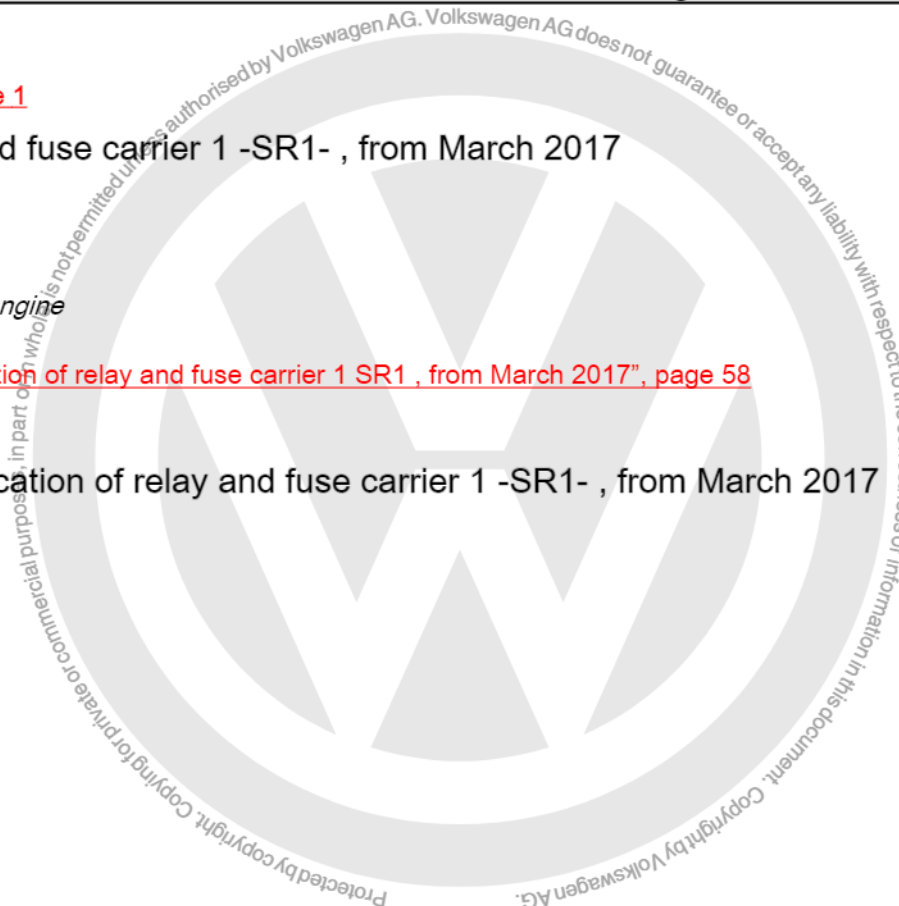 e 1
d fuse carrier 1 -SR1- , from March 2017
ngine
tion of relay and fuse carrier 1 SR1 , from March 2017”, page 58
cation of relay and fuse carrier 1 -SR1- , from March 2017
Protected by copyright. Copying for private or commercial purposes, in part or in whole, is not permitted unless authorised by Volkswagen AG. Volkswagen AG does not guarantee or accept any liability with respect to the correctness of information in this document. Copyright by Volkswagen AG.